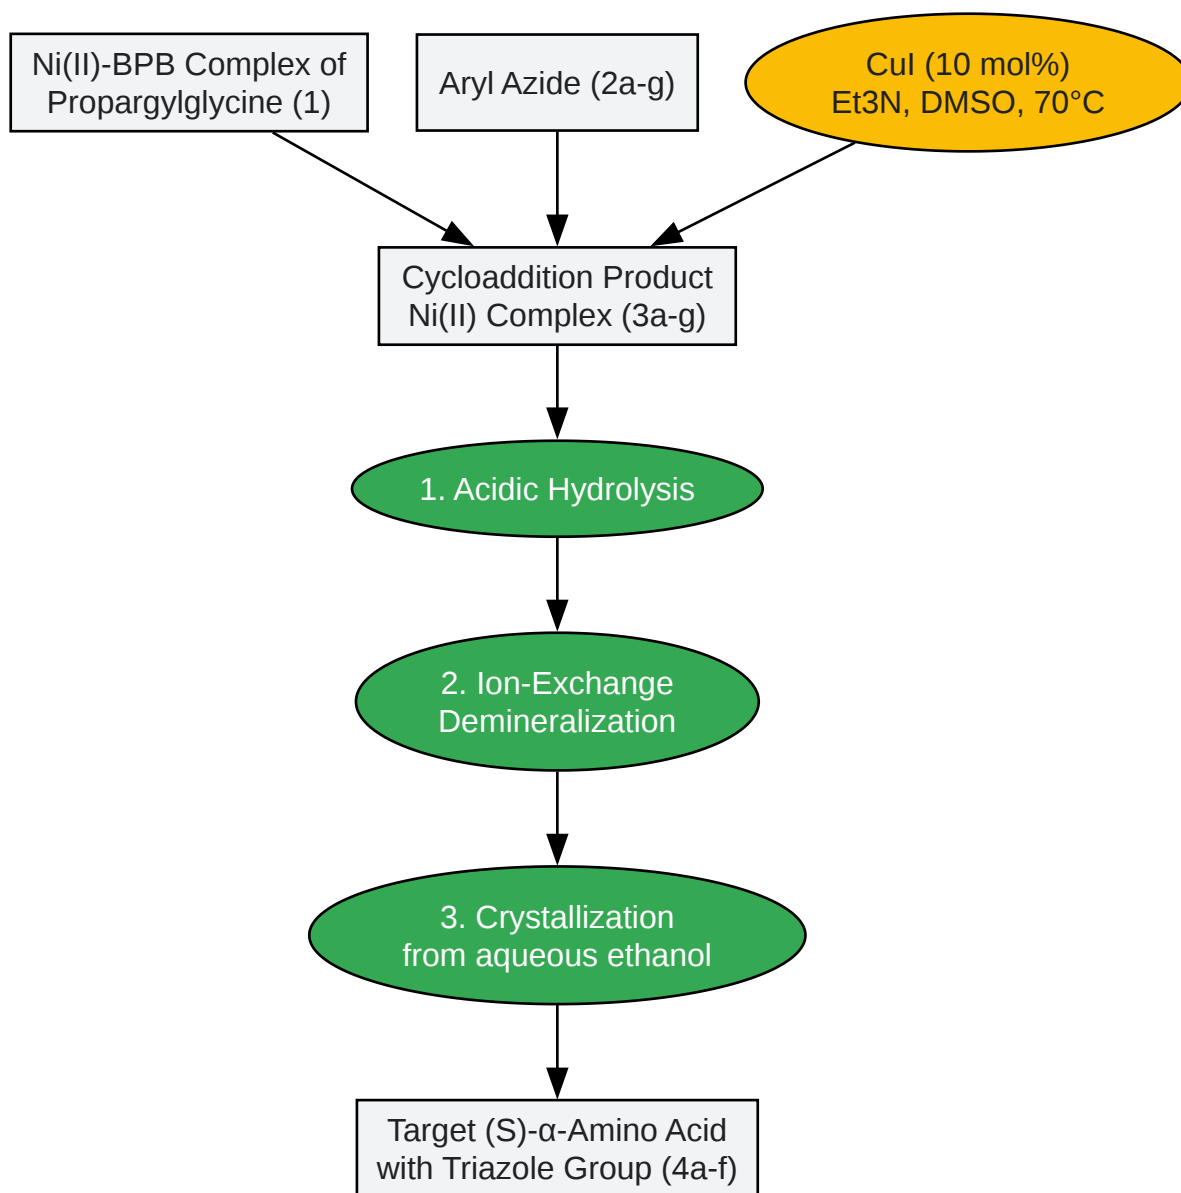 Ni(II)-BPB Complex of
Propargylglycine (1)
Aryl Azide (2a-g)
CuI (10 mol%)
Et3N, DMSO, 70°C
Cycloaddition Product
Ni(II) Complex (3a-g)
1. Acidic Hydrolysis
2. Ion-Exchange
Demineralization
3. Crystallization
from aqueous ethanol
Target (S)-α-Amino Acid
with Triazole Group (4a-f)